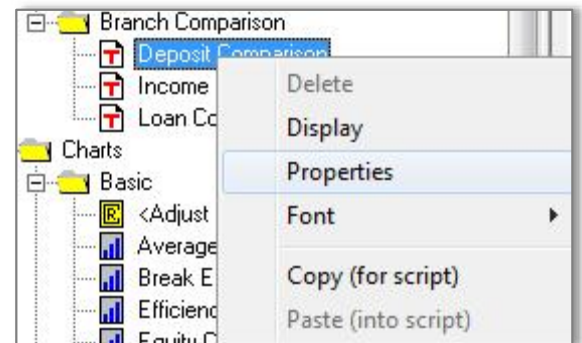 Branch Comparison
Deposit Comparison
Income
Loan Co
Charts
Basic
<Adjust
Average
Break E
Efficienc
Equity C
Delete
Display
Properties
Font
Copy (for script)
Paste (into script)